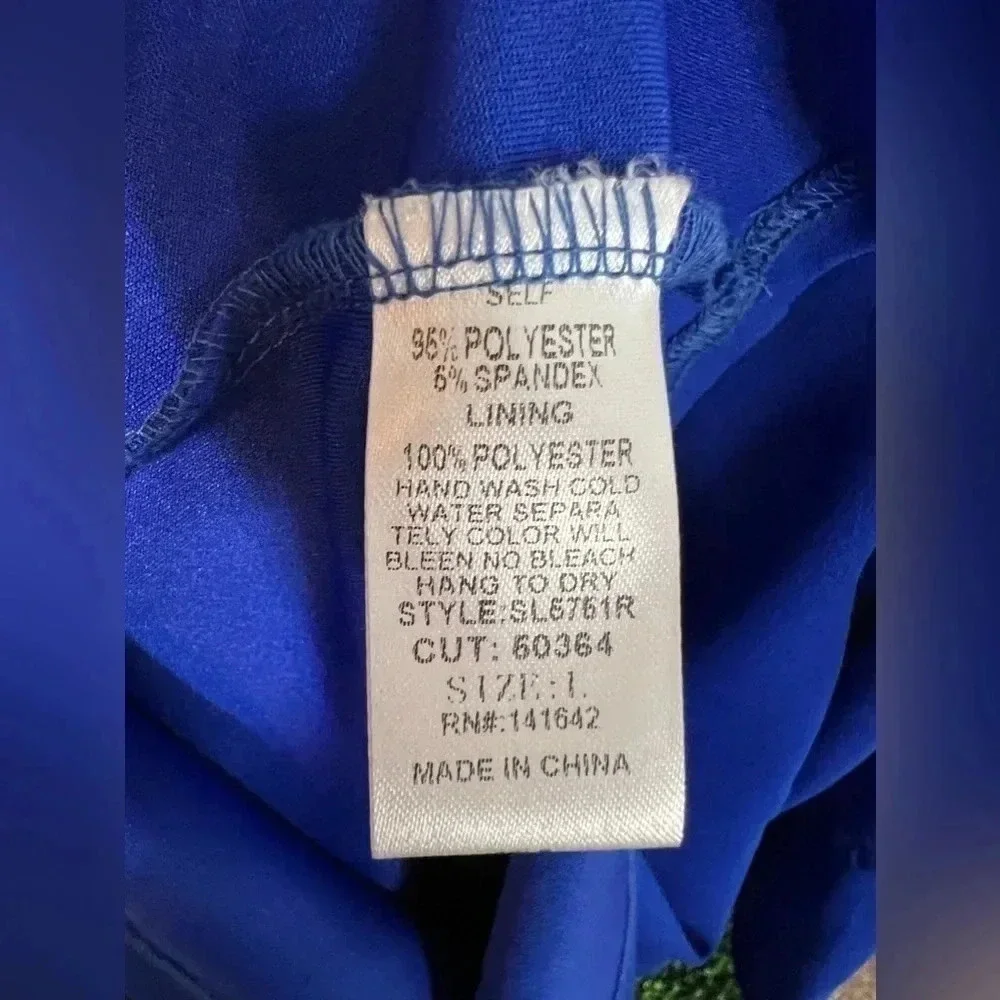 SELF
95% POLYESTER
5% SPANDEX
LINING
100% POLYESTER
HAND WASH COLD
WATER SEPARA
TELY COLOR WILL
BLEEN NO BLEACH
HANG TO DRY
STYLE:SL6761R
CUT: 60364
SIZE:L
RN#:141642
MADE IN CHINA